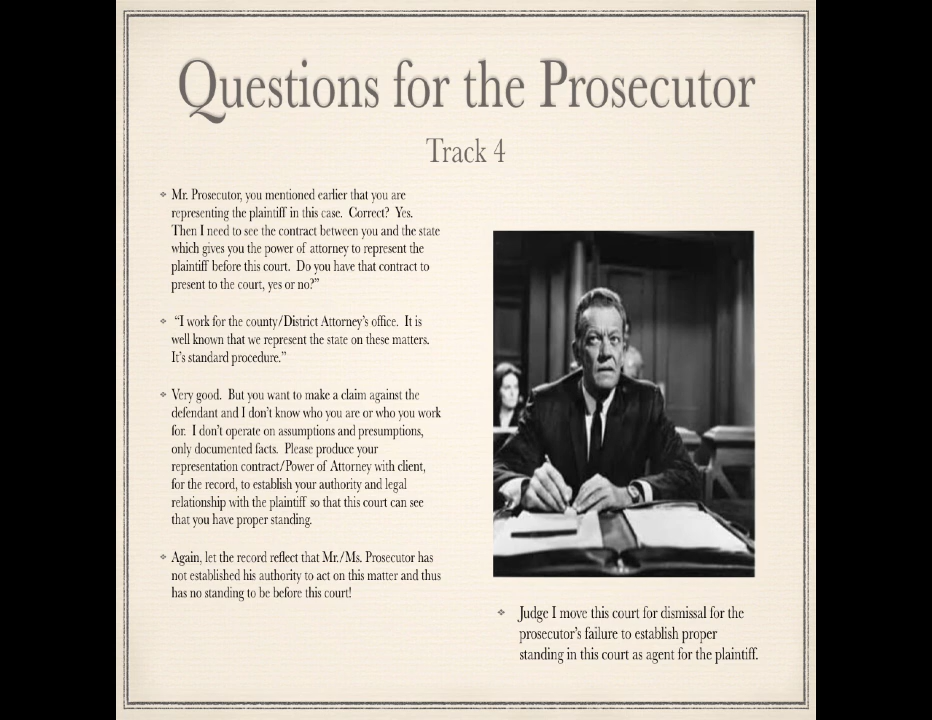 Questions for the Prosecutor
Track 4
Mr. Prosecutor, you mentioned earlier that you are
representing the plaintiff in this case.  Correct?  Yes.
Then I need to see the contract between you and the state
which gives you the power of attorney to represent the
plaintiff before this court.  Do you have that contract to
present to the court, yes or no?”
“I work for the county/District Attorney’s office.  It is
well known that we represent the state on these matters.
It’s standard procedure.”
Very good.  But you want to make a claim against the
defendant and I don’t know who you are or who you work
for.  I don’t operate on assumptions and presumptions,
only documented facts.  Please produce your
representation contract/Power of Attorney with client,
for the record, to establish your authority and legal
relationship with the plaintiff so that this court can see
that you have proper standing.
Again, let the record reflect that Mr./Ms. Prosecutor has
not established his authority to act on this matter and thus
has no standing to be before this court!
Judge I move this court for dismissal for the
prosecutor’s failure to establish proper
standing in this court as agent for the plaintiff.